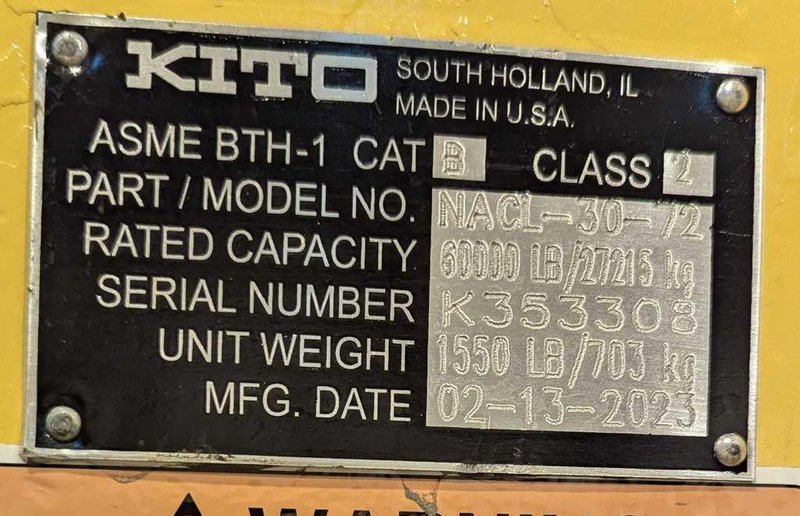 KITO SOUTH HOLLAND, IL
MADE IN U.S.A.
ASME BTH-1 CAT B CLASS 2
PART / MODEL NO. NACL-30-72
RATED CAPACITY 60000 LB/27215 kg
SERIAL NUMBER K353308
UNIT WEIGHT 1550 LB/703 kg
MFG. DATE 02-13-2023
WARNING